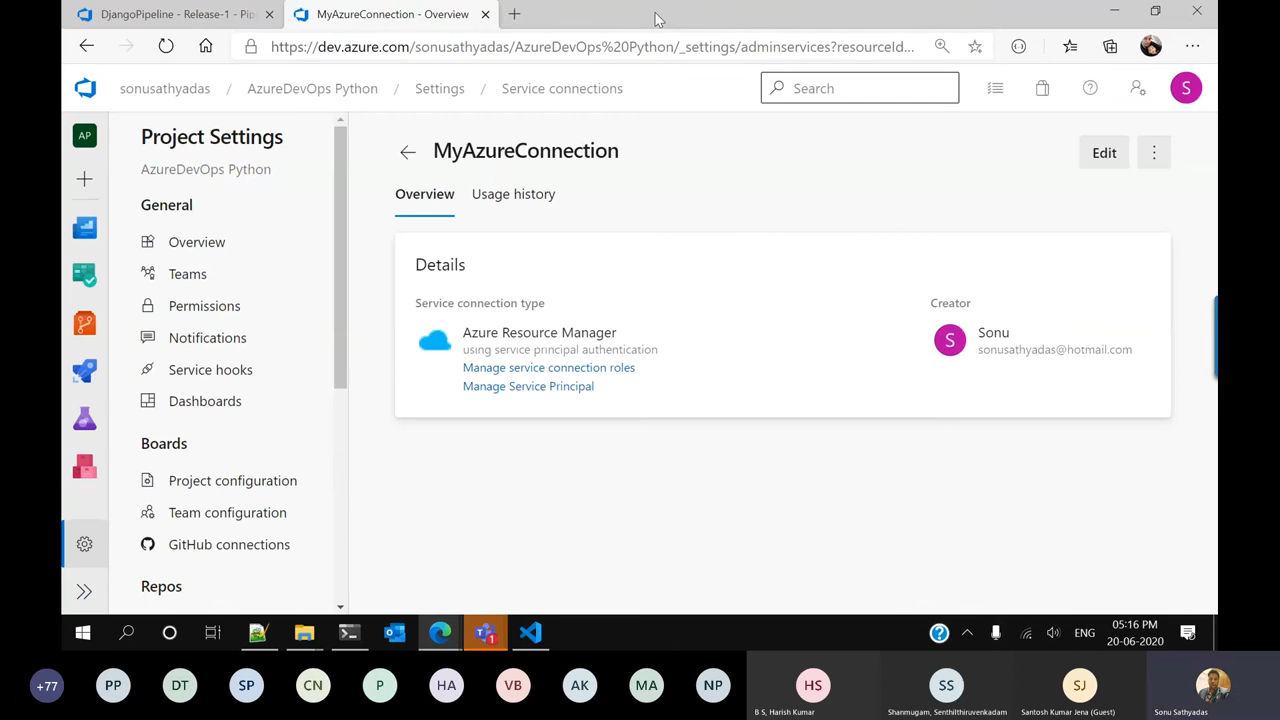 DjangoPipeline - Release-1 - Pip
MyAzureConnection - Overview
https://dev.azure.com/sonusathyadas/AzureDevOps%20Python/_settings/adminservices?resourceId...
sonusathyadas / AzureDevOps Python / Settings / Service connections
Search
S
AP
Project Settings
AzureDevOps Python
General
Overview
Teams
Permissions
Notifications
Service hooks
Dashboards
Boards
Project configuration
Team configuration
GitHub connections
Repos
MyAzureConnection
Edit
Overview
Usage history
Details
Service connection type
Azure Resource Manager
using service principal authentication
Manage service connection roles
Manage Service Principal
Creator
S
Sonu
sonusathyadas@hotmail.com
1
ENG
05:16 PM
20-06-2020
+77
PP
DT
SP
CN
P
HA
VB
AK
MA
NP
HS
B S, Harish Kumar
SS
Shanmugam, Senthilthiruvenkadam
SJ
Santosh Kumar Jena (Guest)
Sonu Sathyadas